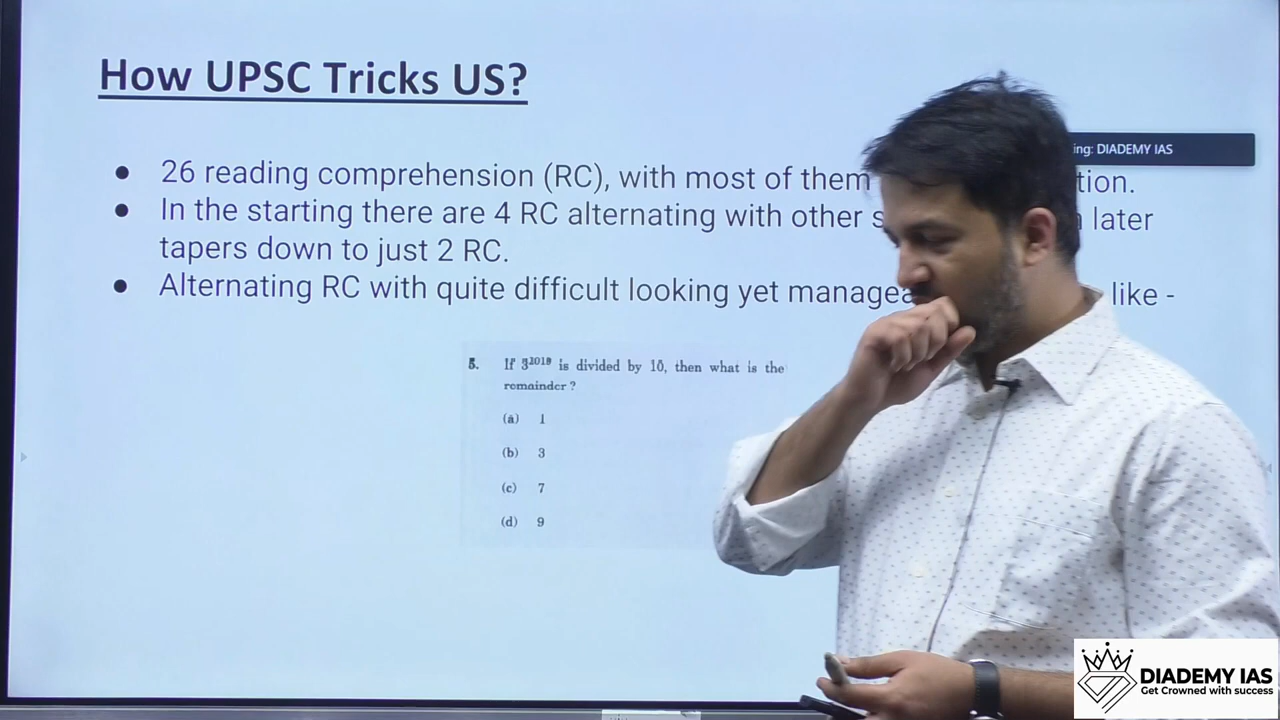 How UPSC Tricks US?
ing: DIADEMY IAS
● 26 reading comprehension (RC), with most of them tion.
● In the starting there are 4 RC alternating with other s later
tapers down to just 2 RC.
● Alternating RC with quite difficult looking yet managea like -
5. If 3²⁰¹⁹ is divided by 10, then what is the
remainder ?
(a) 1
(b) 3
(c) 7
(d) 9
DIADEMY IAS
Get Crowned with success